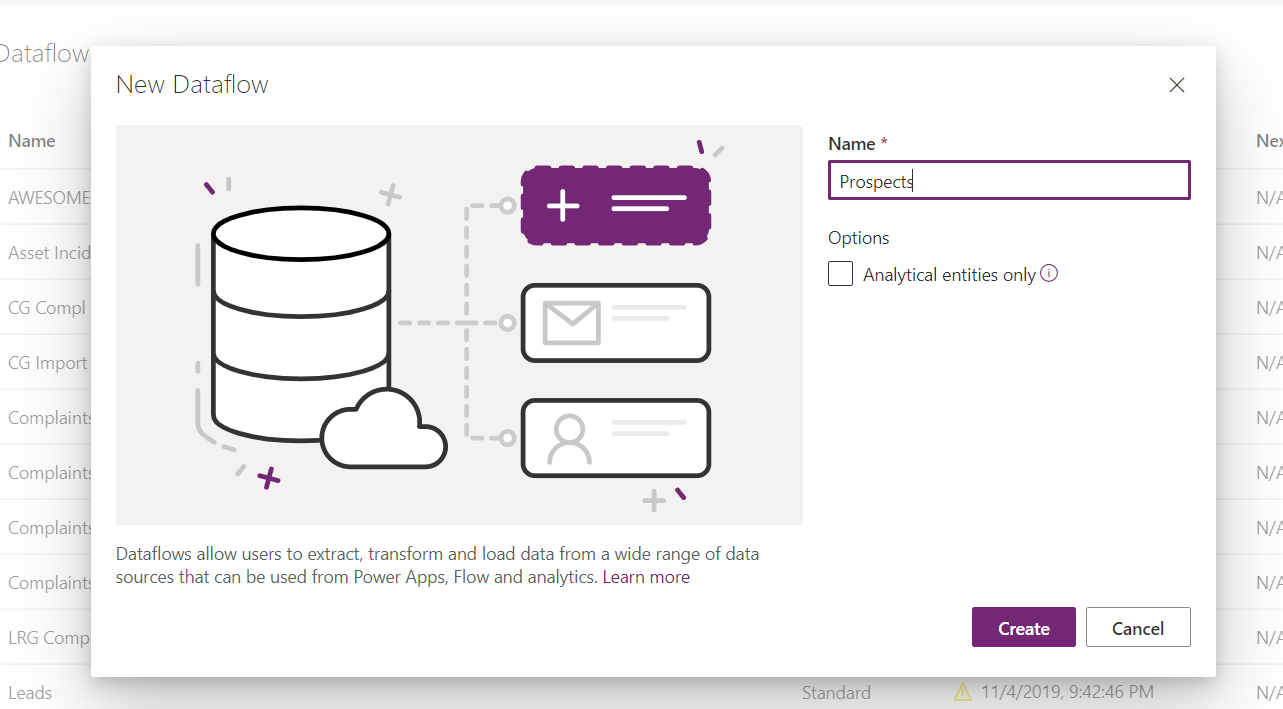 Dataflow
New Dataflow
Name
Name *
Nex
Prospects
AWESOME
N/A
Options
Asset Incid
Analytical entities only
N/A
CG Compl
N/A
CG Import
N/A
Complaints
N/A
Complaints
N/A
Complaints
N/A
Dataflows allow users to extract, transform and load data from a wide range of data
sources that can be used from Power Apps, Flow and analytics. Learn more
Complaints
N/A
Create
Cancel
LRG Comp
N/A
Leads
Standard
11/4/2019, 9:42:46 PM
N/A